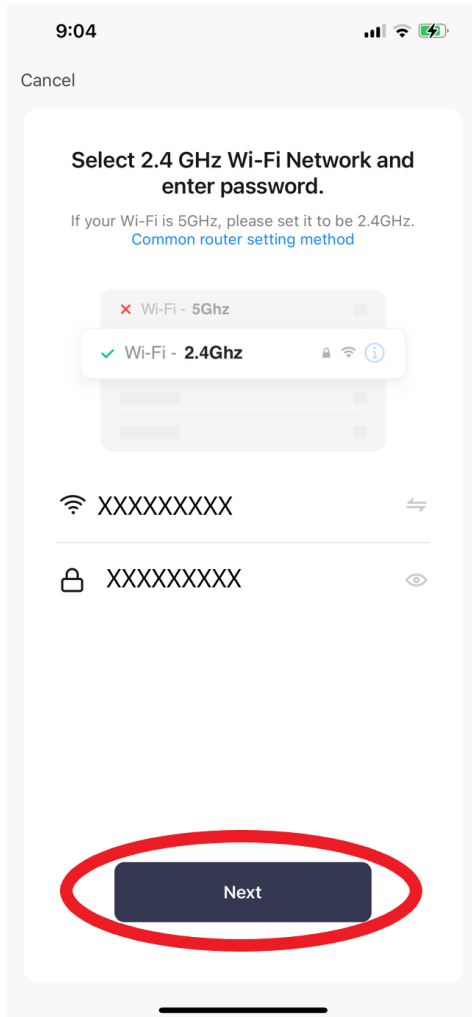 9:04
Cancel
Select 2.4 GHz Wi-Fi Network and
enter password.
If your Wi-Fi is 5GHz, please set it to be 2.4GHz.
Common router setting method
Wi-Fi - 5Ghz
Wi-Fi - 2.4Ghz
XXXXXXXXX
XXXXXXXXX
Next